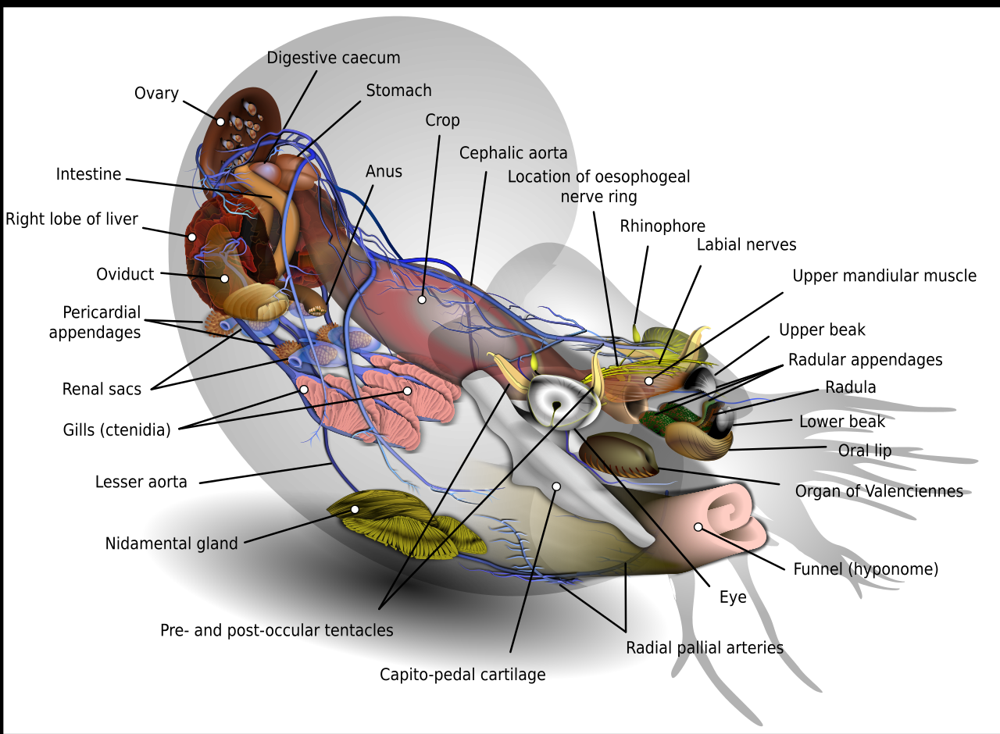 Digestive caecum
Ovary
Stomach
Crop
Cephalic aorta
Intestine
Anus
Location of oesophogeal
nerve ring
Right lobe of liver
Rhinophore
Labial nerves
Oviduct
Upper mandiular muscle
Pericardial
appendages
Upper beak
Radular appendages
Renal sacs
Radula
Gills (ctenidia)
Lower beak
Oral lip
Lesser aorta
Organ of Valenciennes
Nidamental gland
Funnel (hyponome)
Eye
Pre- and post-occular tentacles
Radial pallial arteries
Capito-pedal cartilage